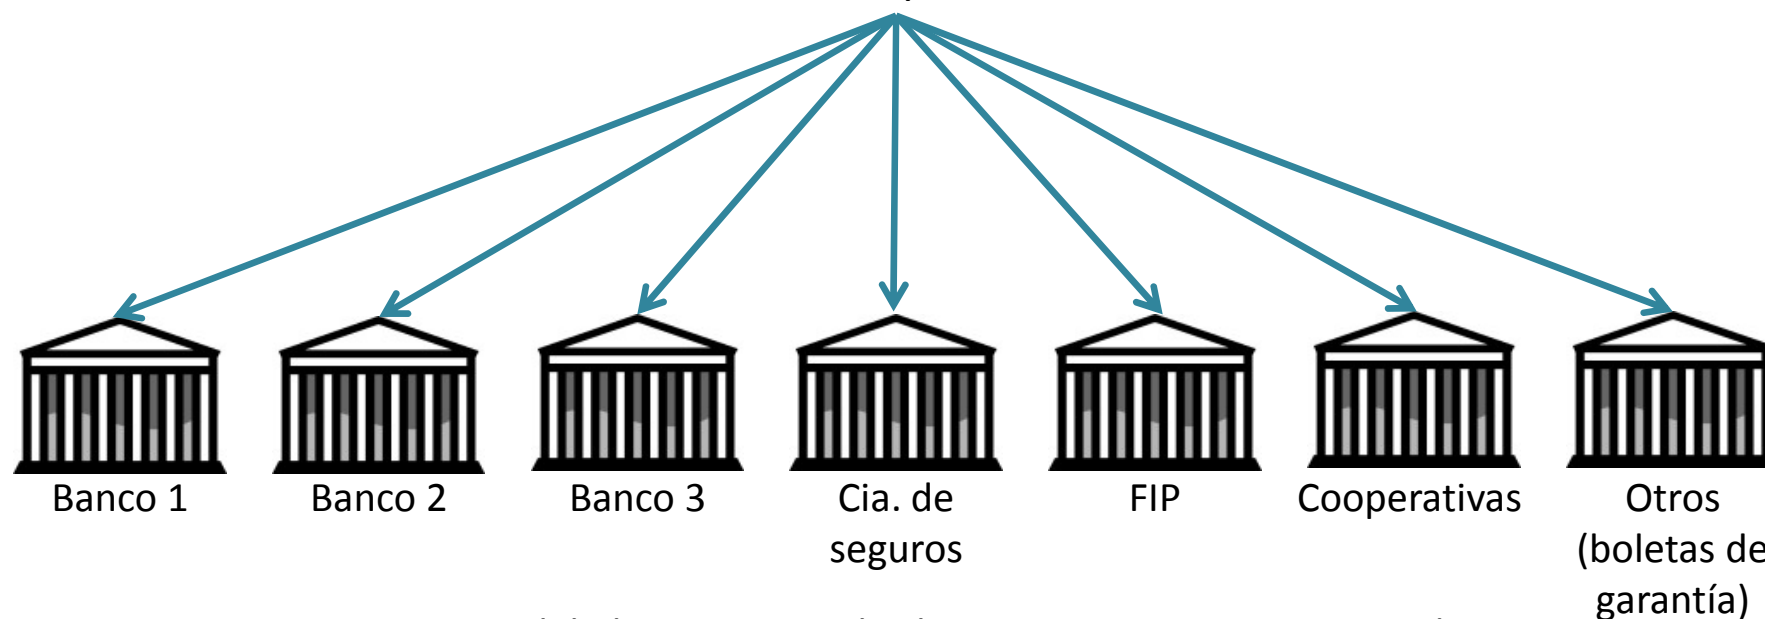 Banco 1
Banco 2
Banco 3
Cia. de
seguros
FIP
Cooperativas
Otros
(boletas de
garantía)